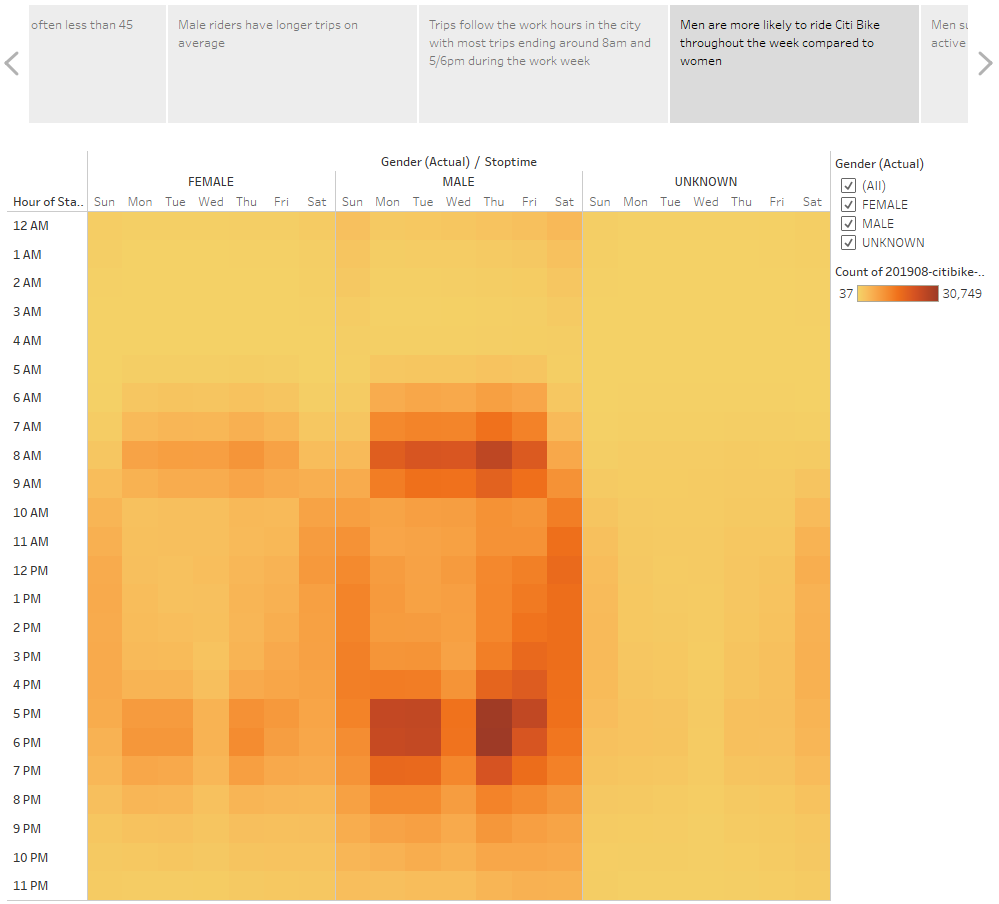 often less than 45
Male riders have longer trips on
average
Trips follow the work hours in the city
with most trips ending around 8am and
5/6pm during the work week
Men are more likely to ride Citi Bike
throughout the week compared to
women
Men
active
Gender (Actual) / Stoptime
FEMALE MALE UNKNOWN
Hour of Sta.. Sun Mon Tue Wed Thu Fri Sat Sun Mon Tue Wed Thu Fri Sat Sun Mon Tue Wed Thu Fri Sat
12 AM
1 AM
2 AM
3 AM
4 AM
5 AM
6 AM
7 AM
8 AM
9 AM
10 AM
11 AM
12 PM
1 PM
2 PM
3 PM
4 PM
5 PM
6 PM
7 PM
8 PM
9 PM
10 PM
11 PM
Gender (Actual)
(All)
FEMALE
MALE
UNKNOWN
Count of 201908-citibike-..
37 30,749